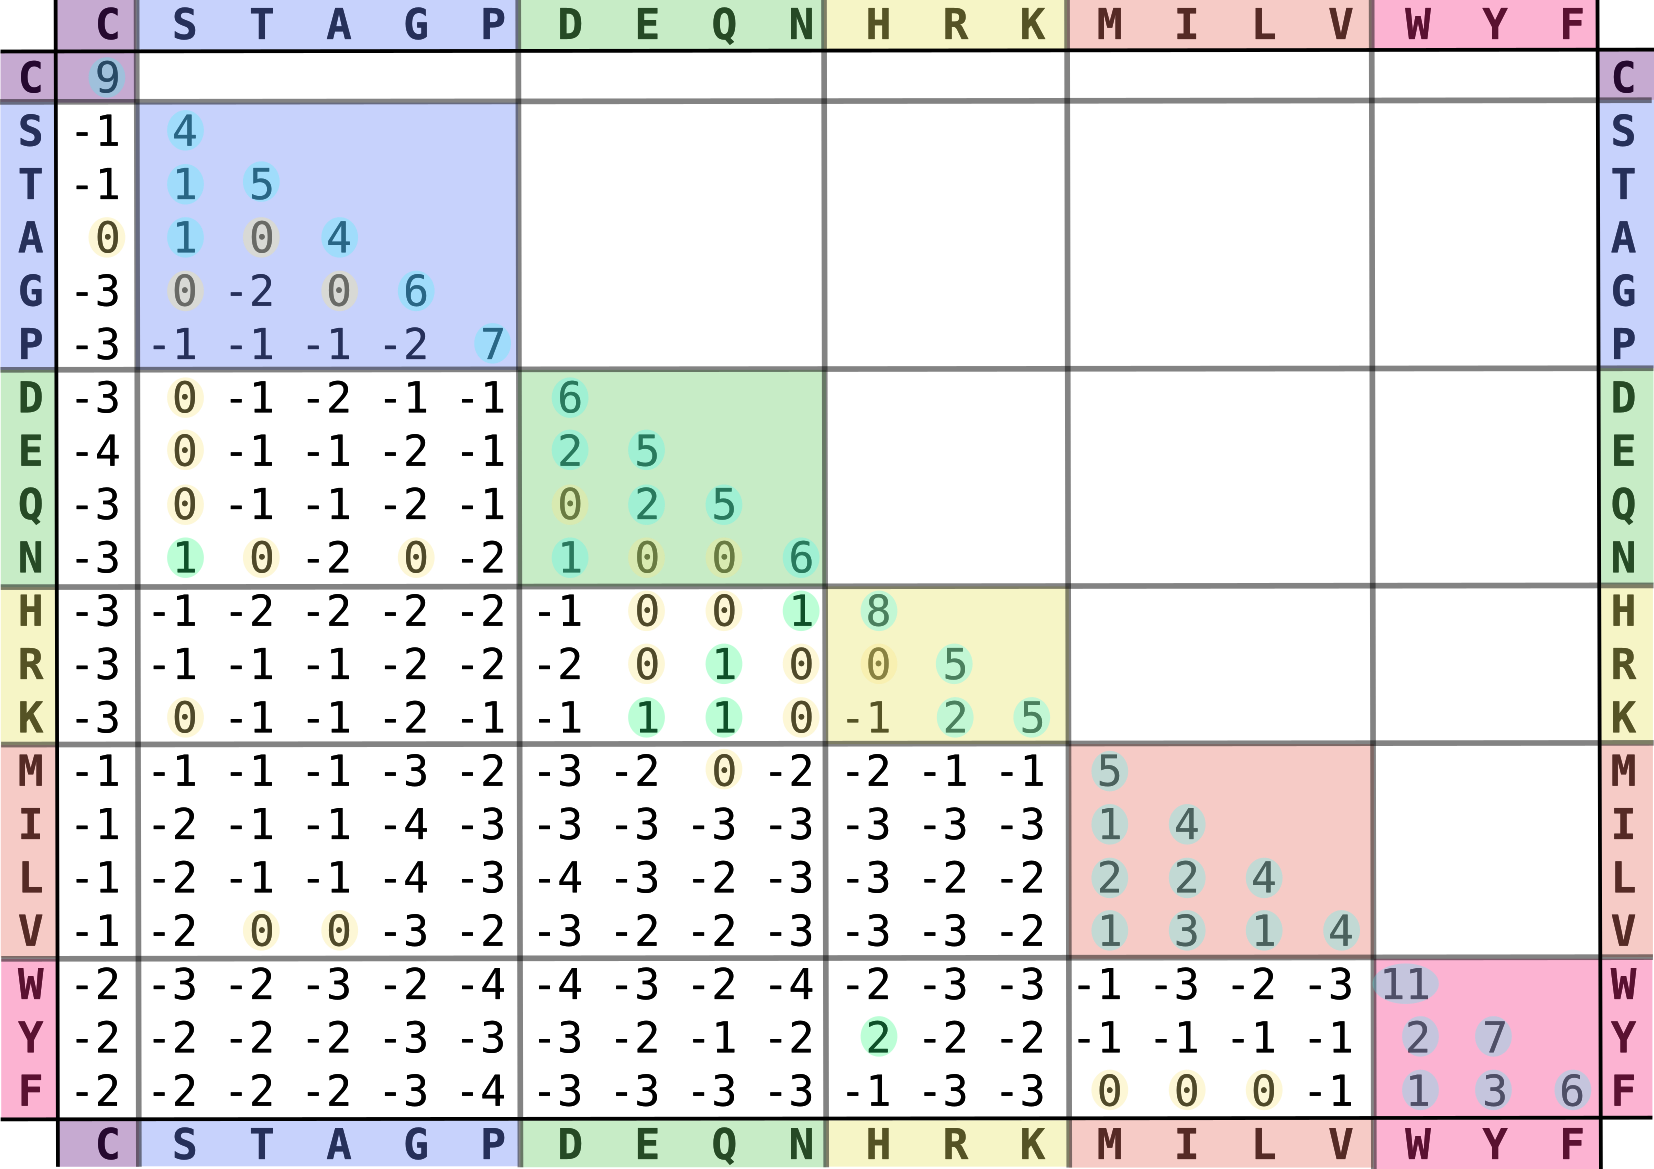 C S T A G P D E Q N H R K M I L V W Y F
C 9 C
S -1 4 S
T -1 1 5 T
A 0 1 0 4 A
G -3 0 -2 0 6 G
P -3 -1 -1 -1 -2 7 P
D -3 0 -1 -2 -1 -1 6 D
E -4 0 -1 -1 -2 -1 2 5 E
Q -3 0 -1 -1 -2 -1 0 2 5 Q
N -3 1 0 -2 0 -2 1 0 0 6 N
H -3 -1 -2 -2 -2 -2 -1 0 0 1 8 H
R -3 -1 -1 -1 -2 -2 -2 0 1 0 0 5 R
K -3 0 -1 -1 -2 -1 -1 1 1 0 -1 2 5 K
M -1 -1 -1 -1 -3 -2 -3 -2 0 -2 -2 -1 -1 5 M
I -1 -2 -1 -1 -4 -3 -3 -3 -3 -3 -3 -3 -3 1 4 I
L -1 -2 -1 -1 -4 -3 -4 -3 -2 -3 -3 -2 -2 2 2 4 L
V -1 -2 0 0 -3 -2 -3 -2 -2 -3 -3 -3 -2 1 3 1 4 V
W -2 -3 -2 -3 -2 -4 -4 -3 -2 -4 -2 -3 -3 -1 -3 -2 -3 11 W
Y -2 -2 -2 -2 -3 -3 -3 -2 -1 -2 2 -2 -2 -1 -1 -1 -1 2 7 Y
F -2 -2 -2 -2 -3 -4 -3 -3 -3 -3 -1 -3 -3 0 0 0 -1 1 3 6 F
C S T A G P D E Q N H R K M I L V W Y F